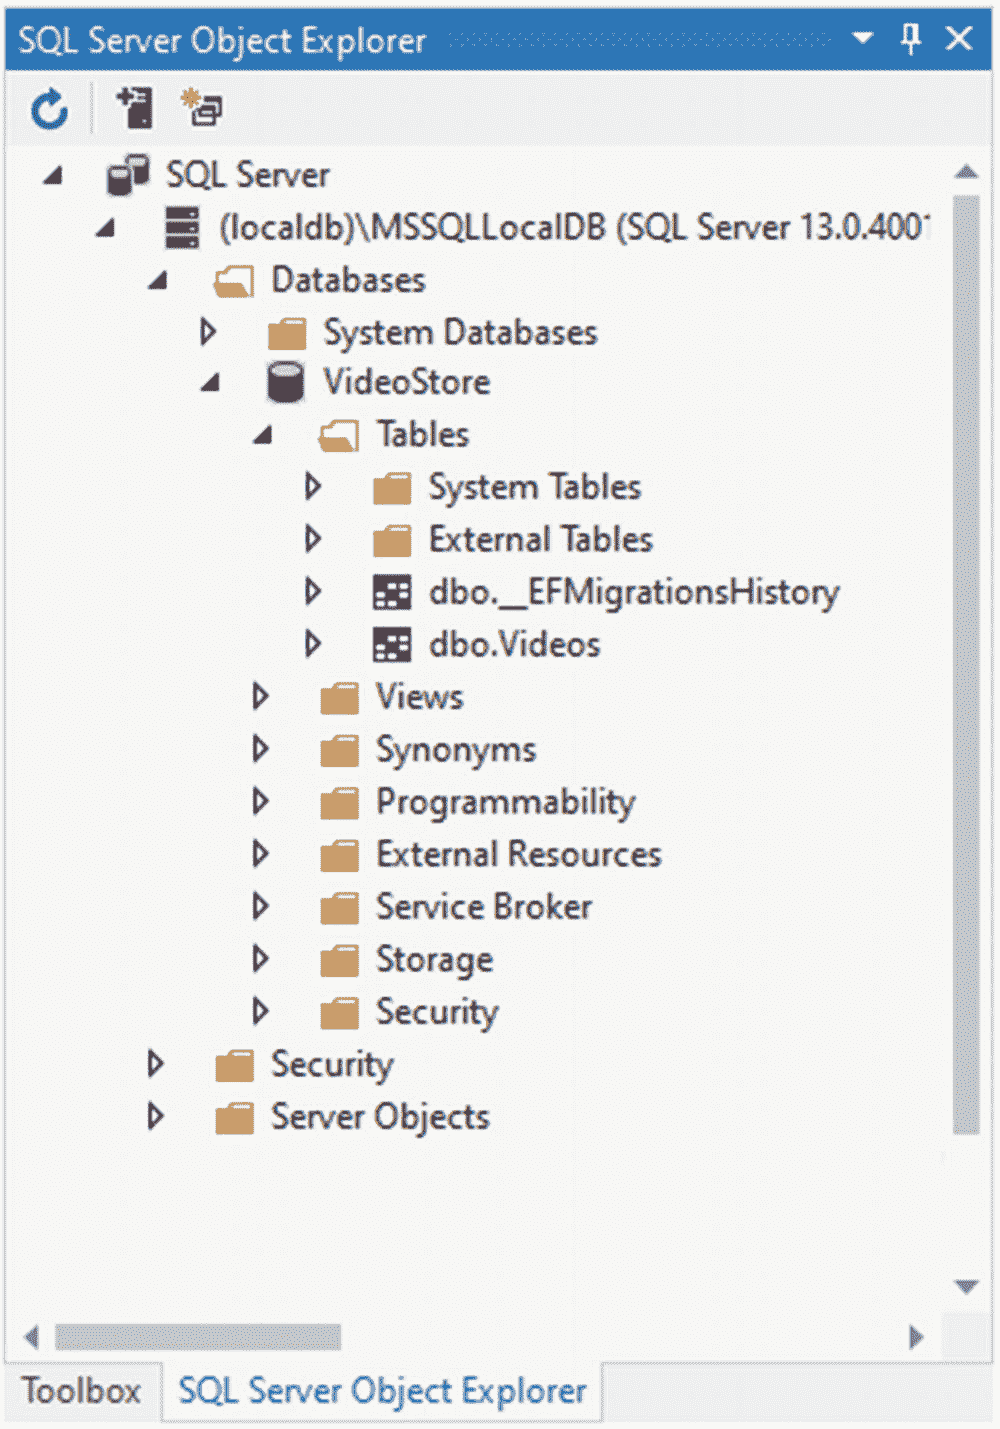 SQL Server Object Explorer
SQL Server
(localdb)\MSSQLLocalDB (SQL Server 13.0.4001
Databases
System Databases
VideoStore
Tables
System Tables
External Tables
dbo.__EFMigrationsHistory
dbo.Videos
Views
Synonyms
Programmability
External Resources
Service Broker
Storage
Security
Security
Server Objects
Toolbox
SQL Server Object Explorer